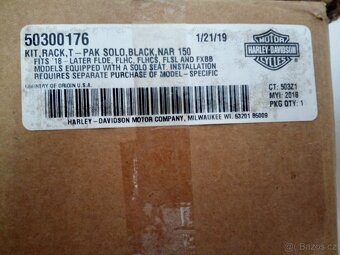 50300176
1/21/19
KIT,RACK,T-PAK SOLO,BLACK,NAR 150
FITS '18 - LATER FLDE, FLHC, FLHCS, FLSL AND FXBB
MODELS EQUIPPED WITH A SOLO SEAT. INSTALLATION
REQUIRES SEPARATE PURCHASE OF MODEL-SPECIFIC
MOTOR
HARLEY-DAVIDSON
CYCLES
COUNTRY OF ORIGIN U.S.A.
CT: 503Z1
MYI: 2018
PKG QTY: 1
HARLEY-DAVIDSON MOTOR COMPANY, MILWAUKEE WI. 53201 86009
Bazos.cz